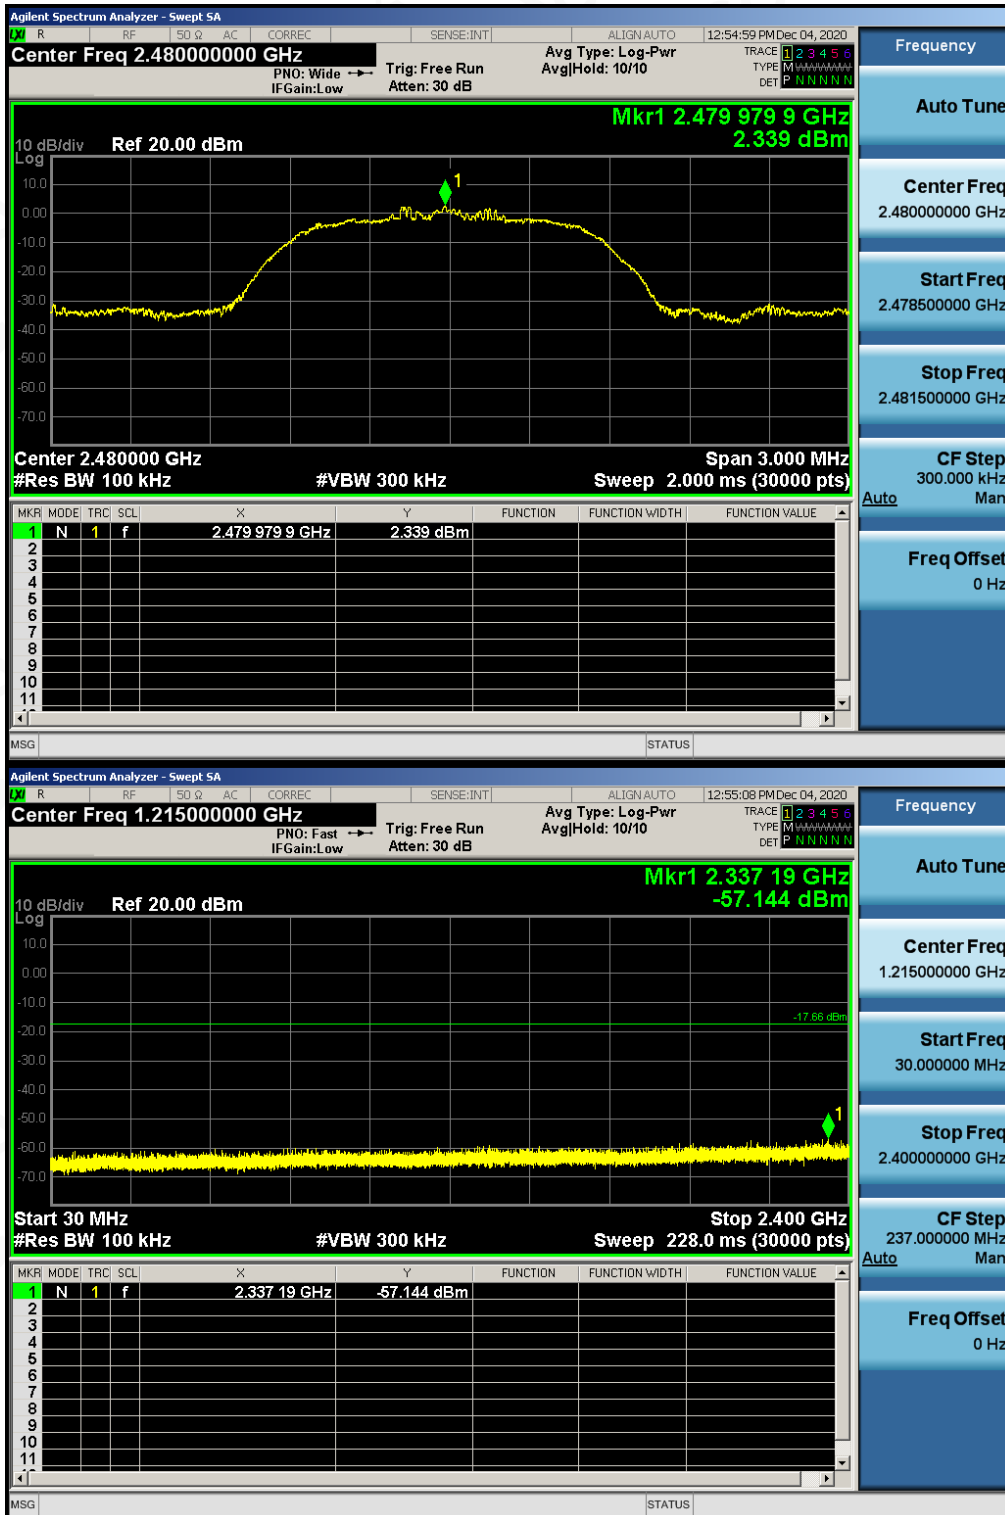 Agilent Spectrum Analyzer - Swept SA
LXI R RF 50 Ω AC CORREC SENSE:INT ALIGN AUTO 12:54:59 PM Dec 04, 2020
Center Freq 2.480000000 GHz
PNO: Wide
IFGain:Low
Trig: Free Run
Atten: 30 dB
Avg Type: Log-Pwr
Avg|Hold: 10/10
TRACE 1 2 3 4 5 6
TYPE M WWWWW
DET P N N N N N
Mkr1 2.479 979 9 GHz
2.339 dBm
10 dB/div Ref 20.00 dBm
Log
10.0
0.00
-10.0
-20.0
-30.0
-40.0
-50.0
-60.0
-70.0
1
Center 2.480000 GHz Span 3.000 MHz
#Res BW 100 kHz #VBW 300 kHz Sweep 2.000 ms (30000 pts)
MKR MODE TRC SCL X Y FUNCTION FUNCTION WIDTH FUNCTION VALUE
1 N 1 f 2.479 979 9 GHz 2.339 dBm
2
3
4
5
6
7
8
9
10
11
MSG STATUS
Frequency
Auto Tune
Center Freq
2.480000000 GHz
Start Freq
2.478500000 GHz
Stop Freq
2.481500000 GHz
CF Step
300.000 kHz
Auto Man
Freq Offset
0 Hz
Agilent Spectrum Analyzer - Swept SA
LXI R RF 50 Ω AC CORREC SENSE:INT ALIGN AUTO 12:55:08 PM Dec 04, 2020
Center Freq 1.215000000 GHz
PNO: Fast
IFGain:Low
Trig: Free Run
Atten: 30 dB
Avg Type: Log-Pwr
Avg|Hold: 10/10
TRACE 1 2 3 4 5 6
TYPE M WWWWW
DET P N N N N N
Mkr1 2.337 19 GHz
-57.144 dBm
10 dB/div Ref 20.00 dBm
Log
10.0
0.00
-10.0
-20.0
-30.0
-40.0
-50.0
-60.0
-70.0
-17.66 dBm
1
Start 30 MHz Stop 2.400 GHz
#Res BW 100 kHz #VBW 300 kHz Sweep 228.0 ms (30000 pts)
MKR MODE TRC SCL X Y FUNCTION FUNCTION WIDTH FUNCTION VALUE
1 N 1 f 2.337 19 GHz -57.144 dBm
2
3
4
5
6
7
8
9
10
11
MSG STATUS
Frequency
Auto Tune
Center Freq
1.215000000 GHz
Start Freq
30.000000 MHz
Stop Freq
2.400000000 GHz
CF Step
237.000000 MHz
Auto Man
Freq Offset
0 Hz